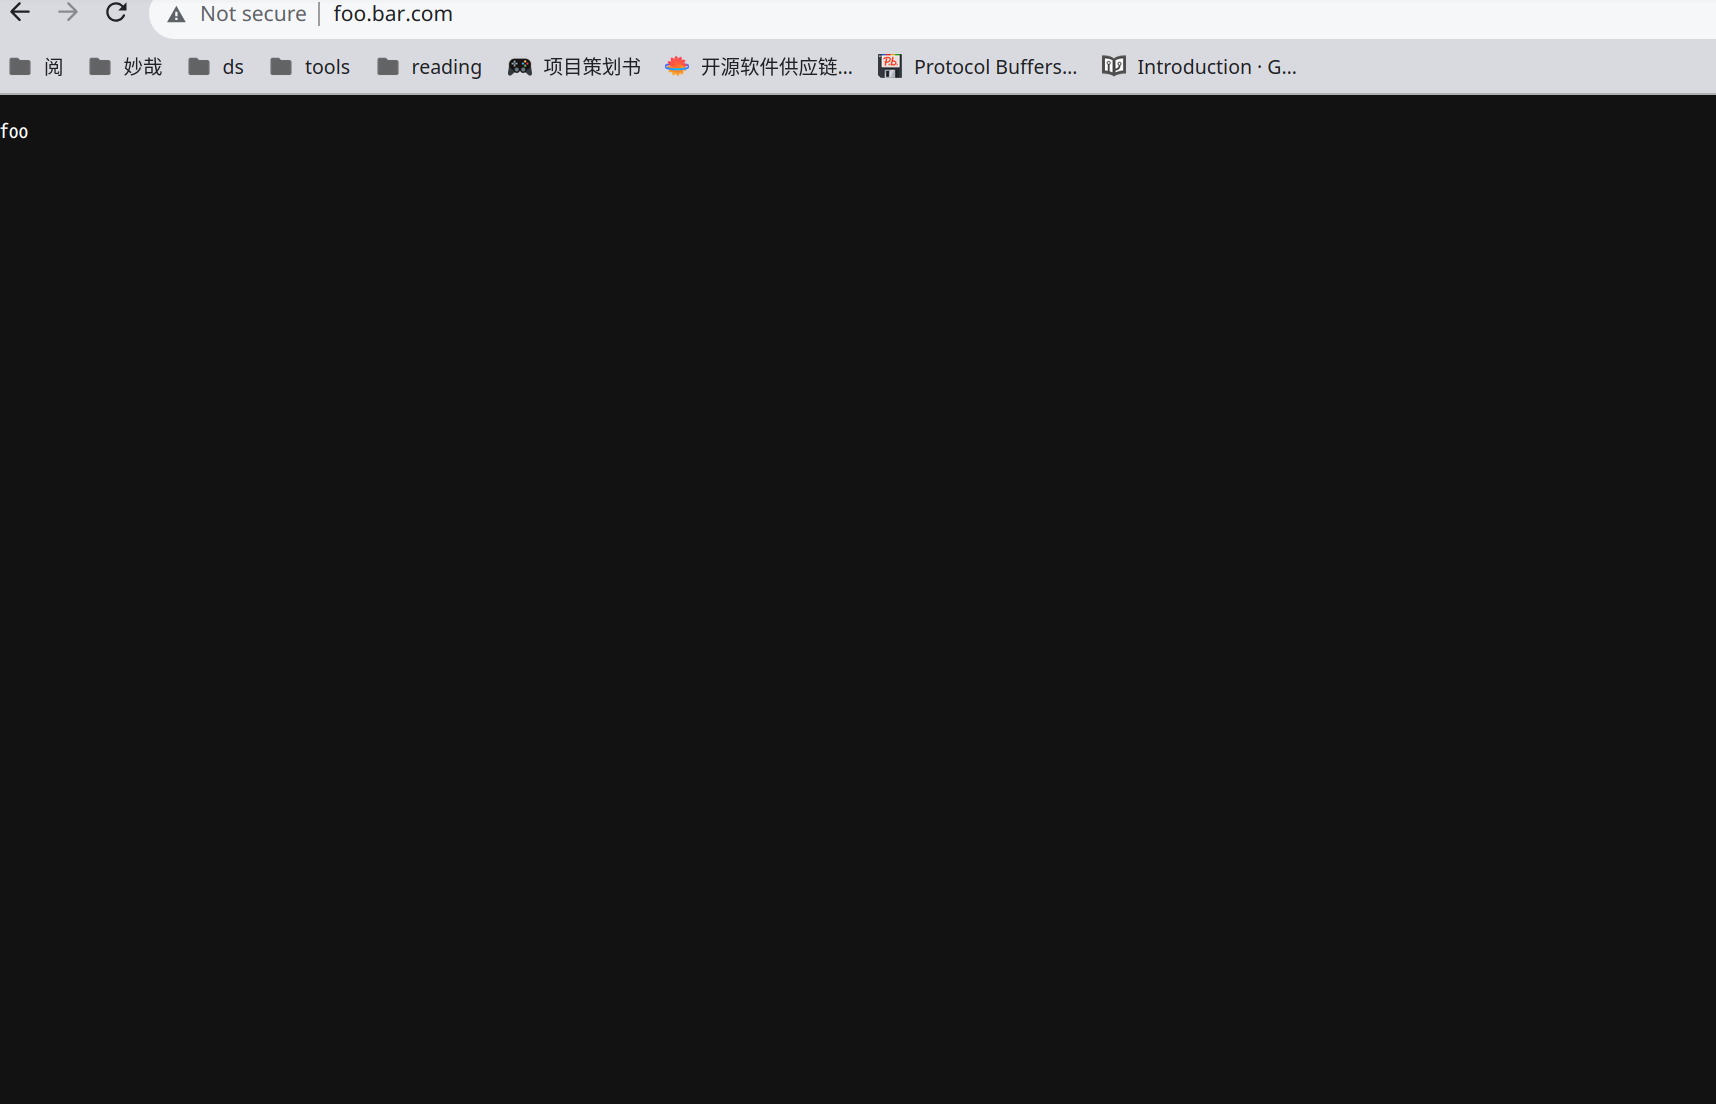 Not secure | foo.bar.com
阅 妙哉 ds tools reading 项目策划书 开源软件供应链... Protocol Buffers... Introduction · G...
foo